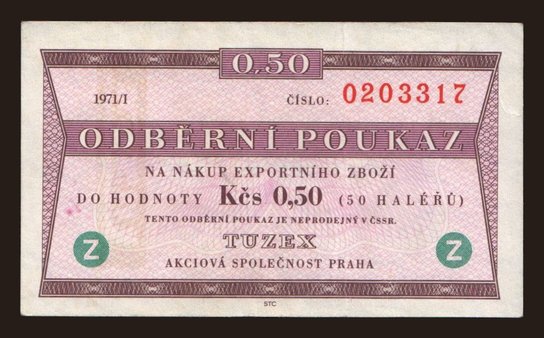 0,50
1971/I ČÍSLO: 0203317
ODBĚRNÍ POUKAZ
NA NÁKUP EXPORTNÍHO ZBOŽÍ
DO HODNOTY Kčs 0,50 (50 HALÉŘŮ)
TENTO ODBĚRNÍ POUKAZ JE NEPRODEJNÝ V ČSSR.
Z TUZEX Z
AKCIOVÁ SPOLEČNOST PRAHA
STC